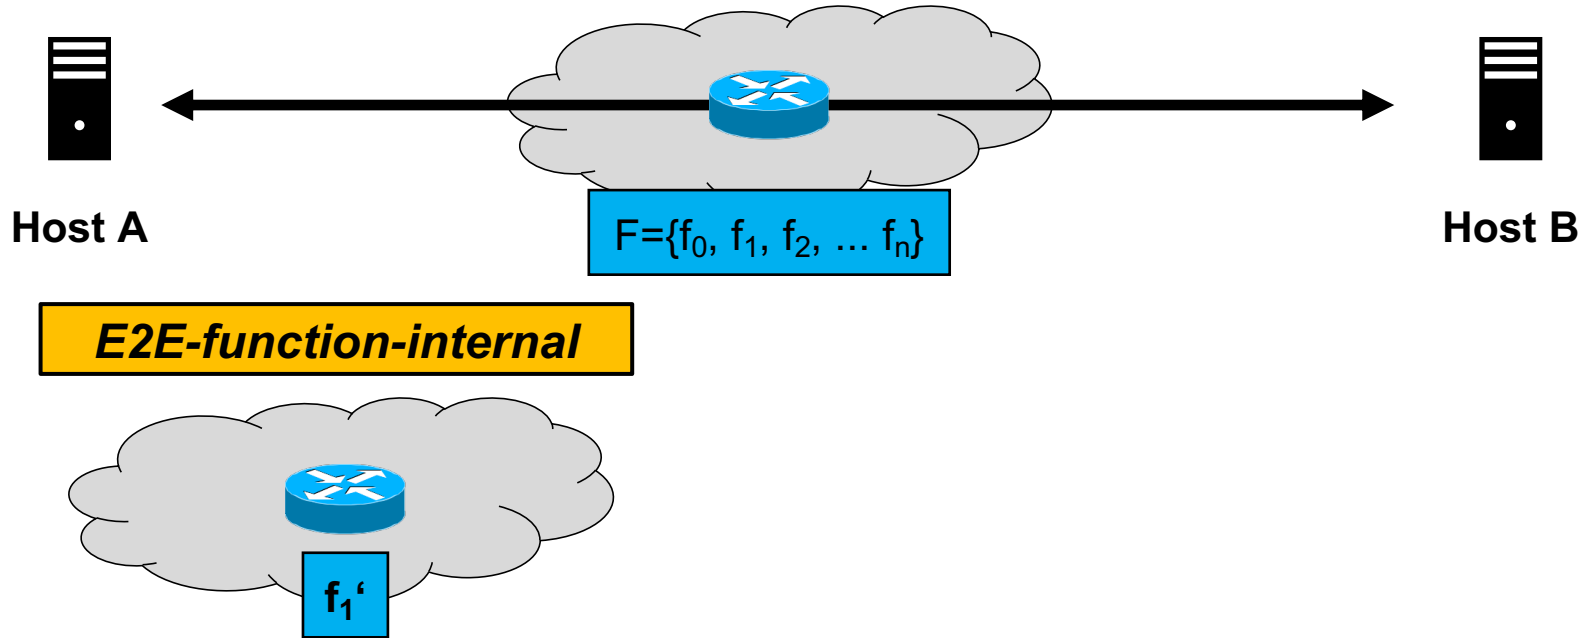 Host A
Host B
F={f₀, f₁, f₂, ... fₙ}
E2E-function-internal
f₁‘